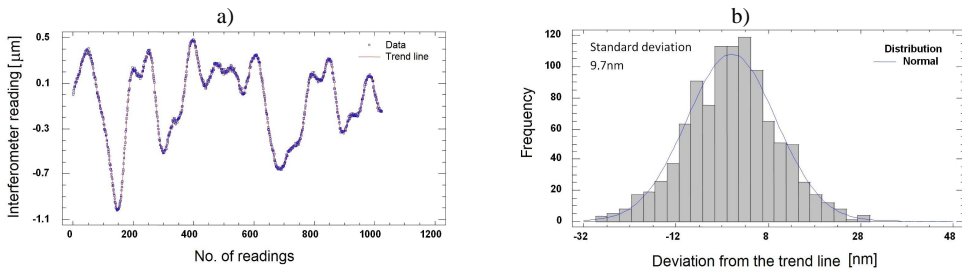 a)
Interferometer reading [μm]
0.5
0.1
-0.3
-0.7
-1.1
Data
Trend line
0 200 400 600 800 1000 1200
No. of readings
b)
Frequency
120
100
80
60
40
20
0
Standard deviation
9.7nm
Distribution
Normal
-32 -12 8 28 48
Deviation from the trend line [nm]